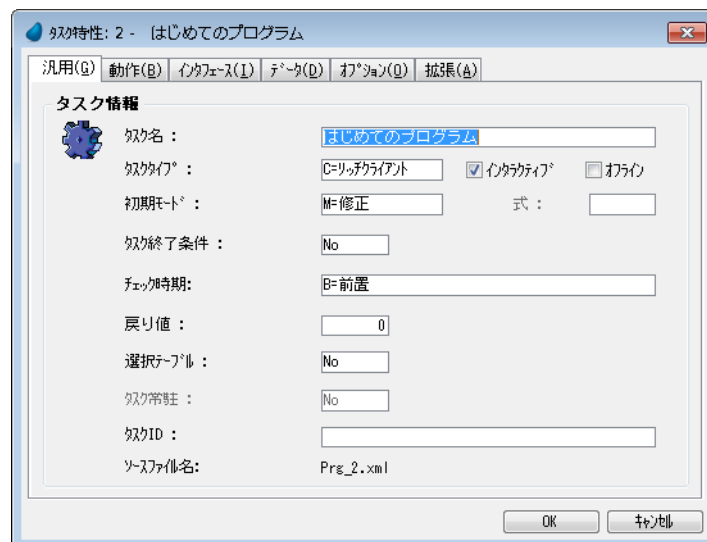 ﾀｽｸ特性: 2 - はじめてのプログラム
汎用(G) 動作(B) ｲﾝﾀﾌｪｰｽ(I) ﾃﾞｰﾀ(D) ｵﾌﾟｼｮﾝ(O) 拡張(A)
タスク情報
ﾀｽｸ名 : はじめてのプログラム
ﾀｽｸﾀｲﾌﾟ : C=ﾘｯﾁｸﾗｲｱﾝﾄ ｲﾝﾀﾗｸﾃｨﾌﾞ ｵﾌﾗｲﾝ
初期ﾓｰﾄﾞ : M=修正 式 :
ﾀｽｸ終了条件 : No
ﾁｪｯｸ時期: B=前置
戻り値 : 0
選択ﾃｰﾌﾞﾙ : No
ﾀｽｸ常駐 : No
ﾀｽｸID :
ｿｰｽﾌｧｲﾙ名: Prg_2.xml
OK ｷｬﾝｾﾙ